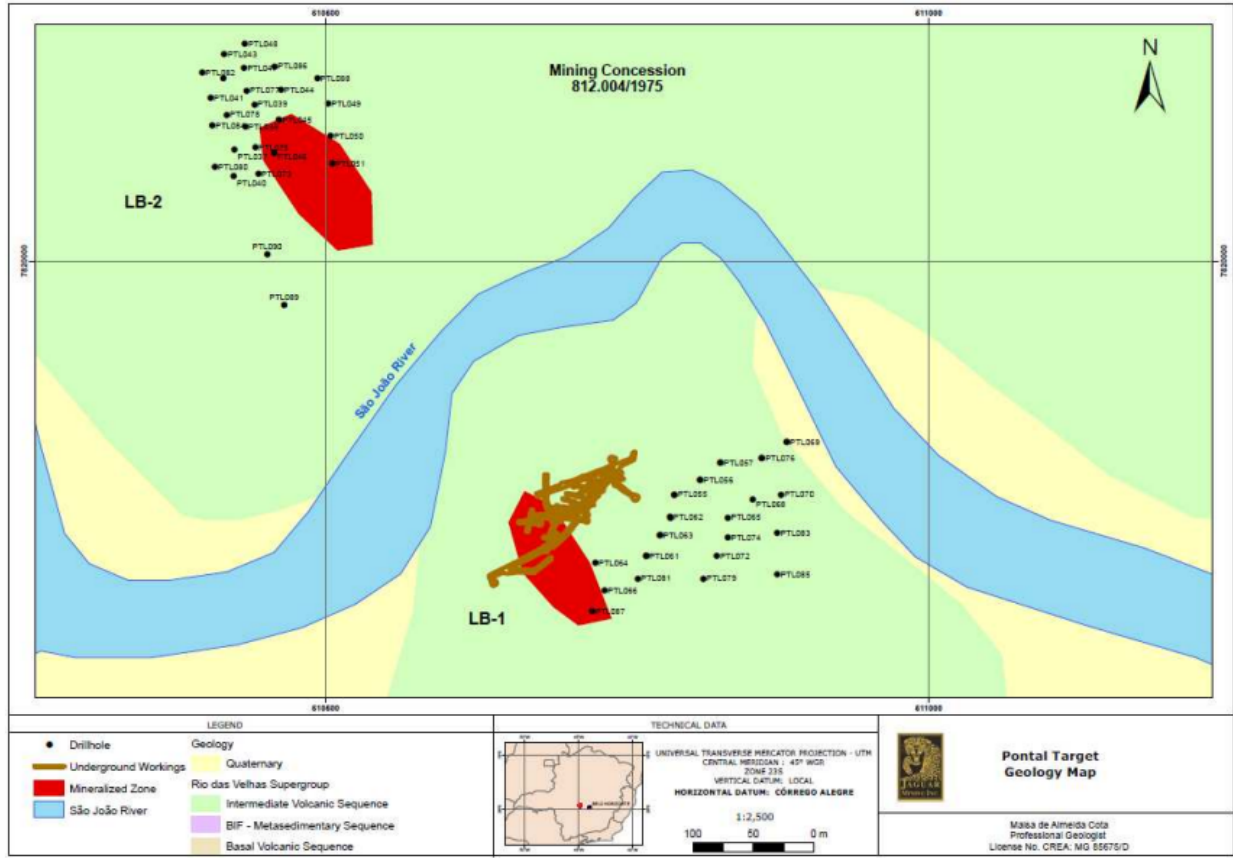 610600
611000
Mining Concession
812.004/1975
N
PTL048
PTL043
PTL086
PTL082
PTL088
PTL077
PTL044
PTL041
PTL039
PTL049
PTL078
PTL045
PTL050
PTL051
PTL080
PTL040
PTL073
LB-2
PTL090
PTL089
7820000
7820000
São João River
PTL069
PTL076
PTL057
PTL070
PTL068
PTL062
PTL063
PTL074
PTL083
PTL064
PTL061
PTL072
PTL081
PTL079
PTL066
PTL087
LB-1
610600
611000
LEGEND
Drillhole
Underground Workings
Mineralized Zone
São João River
Geology
Quaternary
Rio das Velhas Supergroup
Intermediate Volcanic Sequence
BIF - Metasedimentary Sequence
Basal Volcanic Sequence
TECHNICAL DATA
BELO HORIZONTE
UNIVERSAL TRANSVERSE MERCATOR PROJECTION - UTM
CENTRAL MERIDIAN : 45° WGR
ZONE 23S
VERTICAL DATUM: LOCAL
HORIZONTAL DATUM: CÓRREGO ALEGRE
1:2,500
100 50 0 m
JAGUAR
MINING INC
Pontal Target
Geology Map
Maisa de Almeida Cota
Professional Geologist
License No. CREA: MG 85675/D